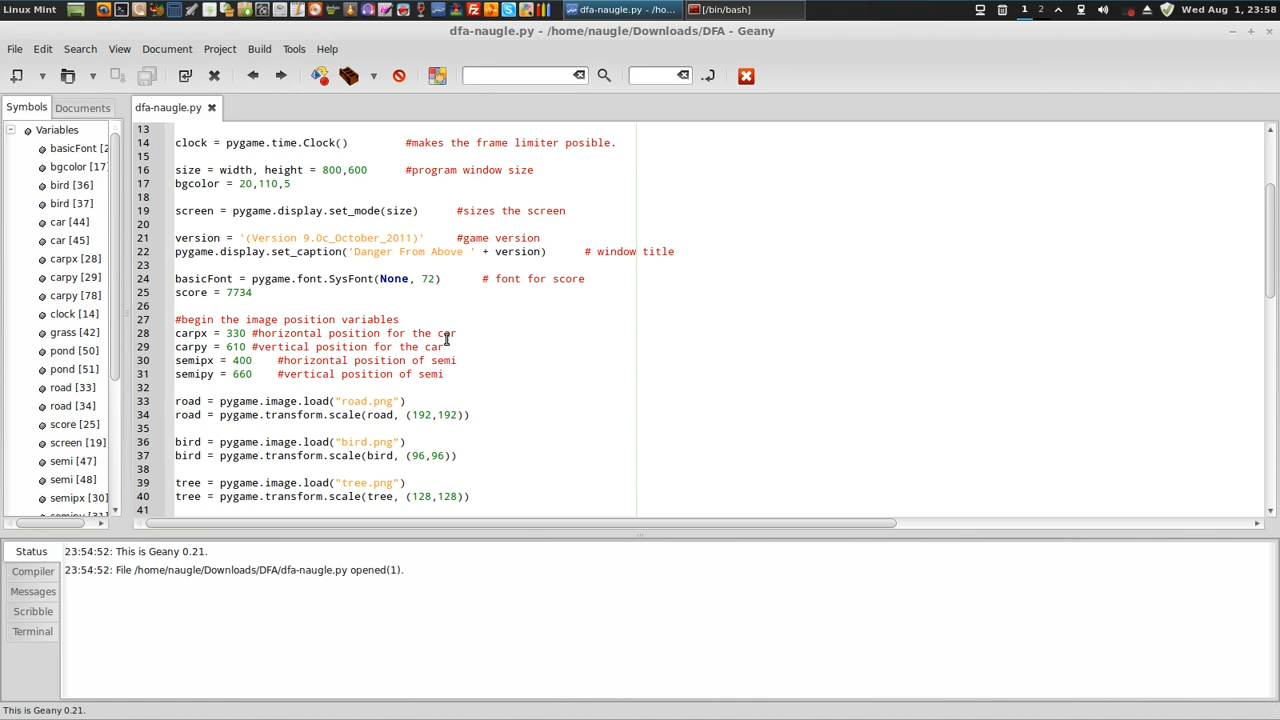 Linux Mint
dfa-naugle.py - /ho...
[/bin/bash]
1 2
Wed Aug 1, 23:58
dfa-naugle.py - /home/naugle/Downloads/DFA - Geany
File Edit Search View Document Project Build Tools Help
Symbols Documents
dfa-naugle.py
Variables
basicFont [2
bgcolor [17]
bird [36]
bird [37]
car [44]
car [45]
carpx [28]
carpy [29]
carpy [78]
clock [14]
grass [42]
pond [50]
pond [51]
road [33]
road [34]
score [25]
screen [19]
semi [47]
semi [48]
semipx [30]
13
14 clock = pygame.time.Clock() #makes the frame limiter posible.
15
16 size = width, height = 800,600 #program window size
17 bgcolor = 20,110,5
18
19 screen = pygame.display.set_mode(size) #sizes the screen
20
21 version = '(Version 9.0c_October_2011)' #game version
22 pygame.display.set_caption('Danger From Above ' + version) # window title
23
24 basicFont = pygame.font.SysFont(None, 72) # font for score
25 score = 7734
26
27 #begin the image position variables
28 carpx = 330 #horizontal position for the car
29 carpy = 610 #vertical position for the car
30 semipx = 400 #horizontal position of semi
31 semipy = 660 #vertical position of semi
32
33 road = pygame.image.load("road.png")
34 road = pygame.transform.scale(road, (192,192))
35
36 bird = pygame.image.load("bird.png")
37 bird = pygame.transform.scale(bird, (96,96))
38
39 tree = pygame.image.load("tree.png")
40 tree = pygame.transform.scale(tree, (128,128))
41
Status
Compiler
Messages
Scribble
Terminal
23:54:52: This is Geany 0.21.
23:54:52: File /home/naugle/Downloads/DFA/dfa-naugle.py opened(1).
This is Geany 0.21.